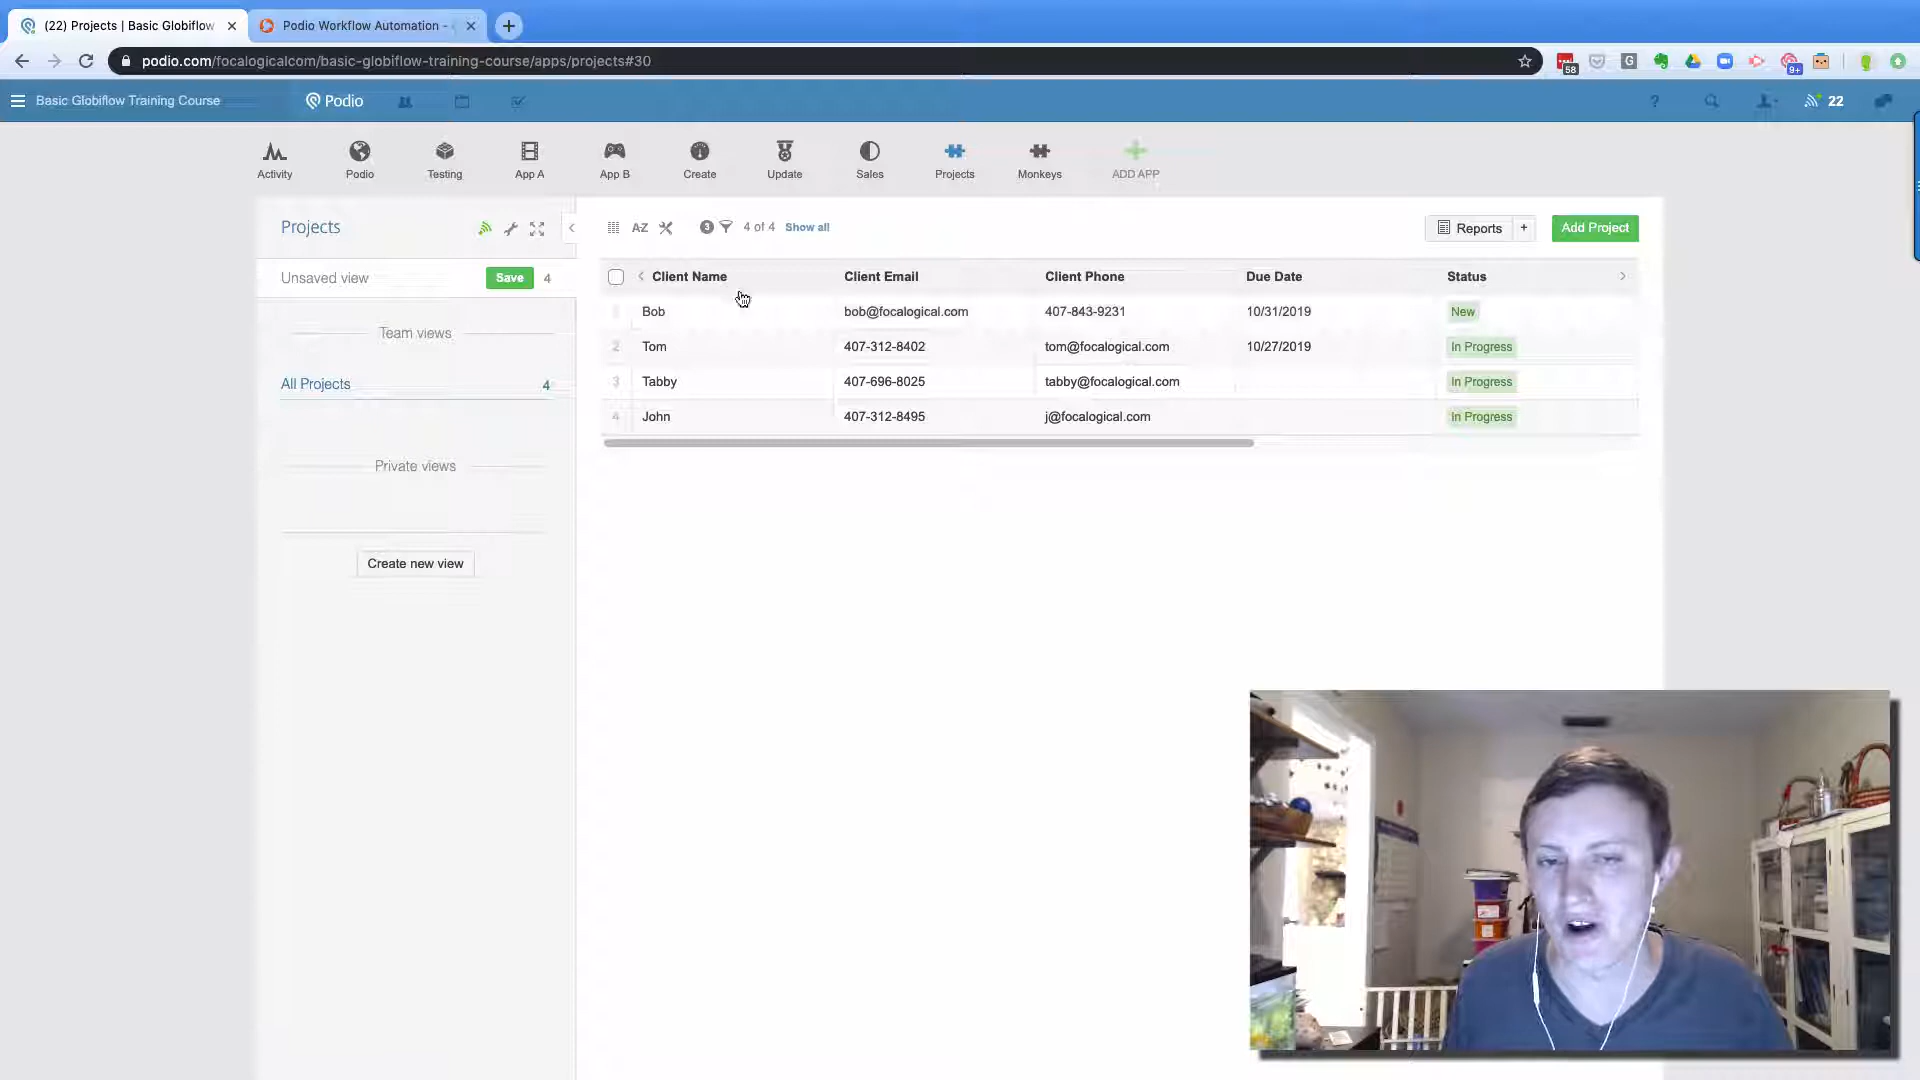 (22) Projects | Basic Globiflow
Podio Workflow Automation -
podio.com/focalogicalcom/basic-globiflow-training-course/apps/projects#30
58
G
9+
Basic Globiflow Training Course
Podio
?
22
Activity
Podio
Testing
App A
App B
Create
Update
Sales
Projects
Monkeys
ADD APP
Projects
A-Z
3
4 of 4
Show all
Reports
+
Add Project
Unsaved view
Save
4
Client Name
Client Email
Client Phone
Due Date
Status
1
Bob
bob@focalogical.com
407-843-9231
10/31/2019
New
2
Tom
407-312-8402
tom@focalogical.com
10/27/2019
In Progress
3
Tabby
407-696-8025
tabby@focalogical.com
In Progress
4
John
407-312-8495
j@focalogical.com
In Progress
Team views
All Projects
4
Private views
Create new view